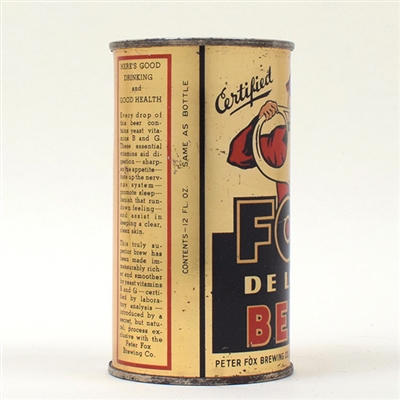 HERE'S GOOD
DRINKING
and
GOOD HEALTH
Every drop of
this beer con-
tains yeast vita-
mins B and G.
These essential
vitamins aid di-
gestion — sharp-
en the appetite—
tone up the nerv-
ous system —
promote sleep—
banish that run-
down feeling—
and assist in
keeping a clear,
clean skin.
This truly su-
perior brew has
been made im-
measurably rich-
er and smoother
by yeast vitamins
B and G — certi-
fied by labora-
tory analysis —
introduced by a
secret, but natu-
ral, process ex-
clusive with the
Peter Fox
Brewing Co.
CONTENTS—12 FL. OZ. SAME AS BOTTLE
Certified
FO
DE L
BE
PETER FOX BREWING CO